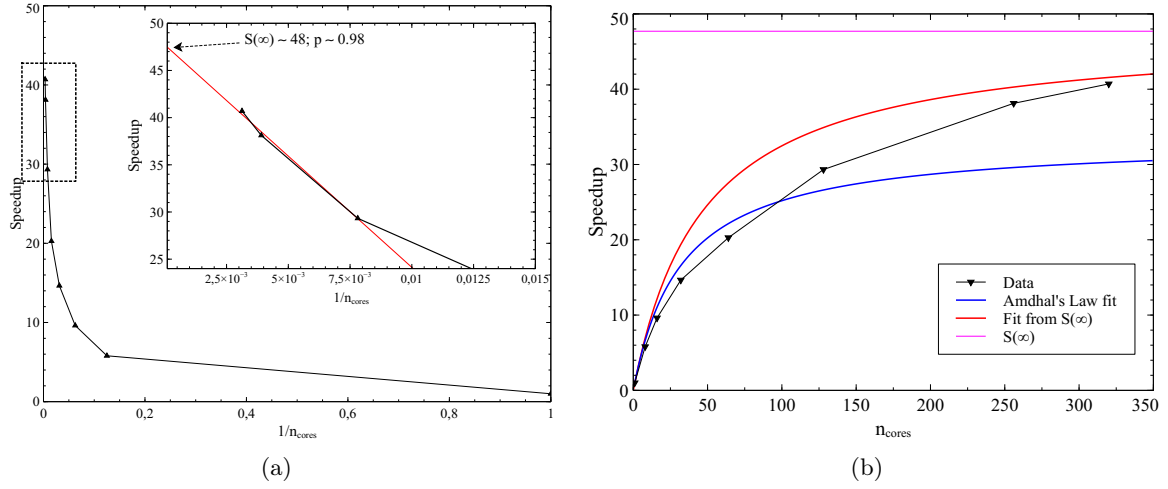 50
40
30
20
10
0
Speedup
0
0,2
0,4
0,6
0,8
1
1/n_cores
50
45
40
35
30
25
Speedup
S(∞) ~ 48; p ~ 0.98
2,5×10⁻³
5×10⁻³
7,5×10⁻³
0,01
0,0125
0,015
1/n_cores
(a)
50
40
30
20
10
0
Speedup
0
50
100
150
200
250
300
350
n_cores
Data
Amdhal's Law fit
Fit from S(∞)
S(∞)
(b)